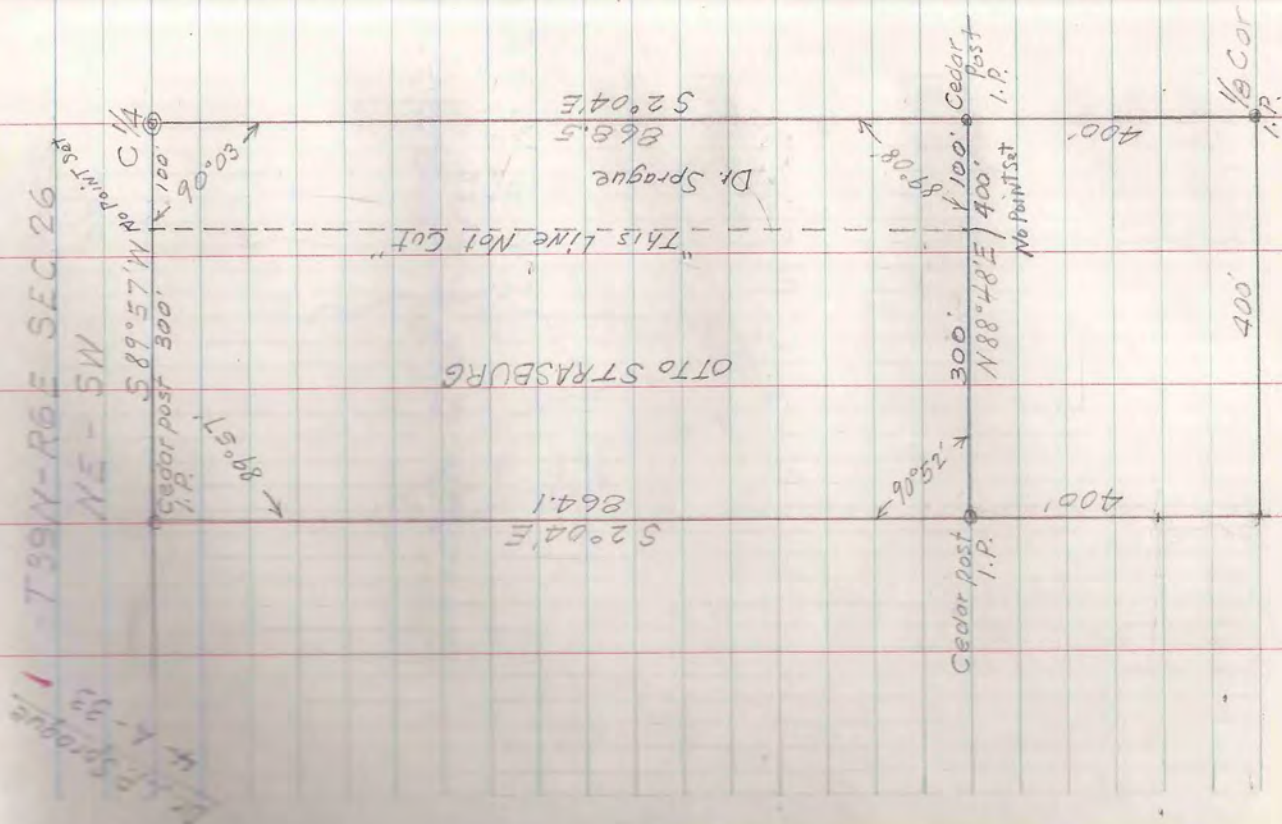 T39N-R6E SEC. 26
NE - SW
No Point Set
C 1/4
S 89°57'W
100'
90°03
Cedar post 300'
I.P.
89°57'
S 2°04'E
868.5
Dr. Sprague
"This Line Not Cut"
OTTO STRASBURG
864.1
S 2°04'E
Cedar
Post
I.P.
89°08'
100'
400'
300'
N 88°48'E
No Point Set
90°52'
Cedar post
I.P.
400'
400'
400'
1/8 Cor
I.P.
Sprague